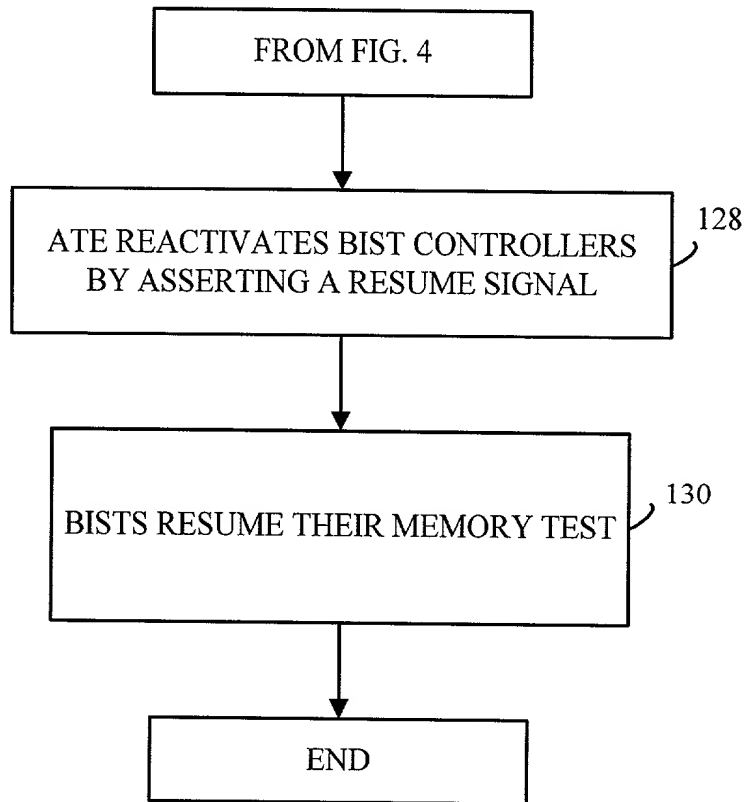 FROM FIG. 4
128
ATE REACTIVATES BIST CONTROLLERS
BY ASSERTING A RESUME SIGNAL
130
BISTS RESUME THEIR MEMORY TEST
END